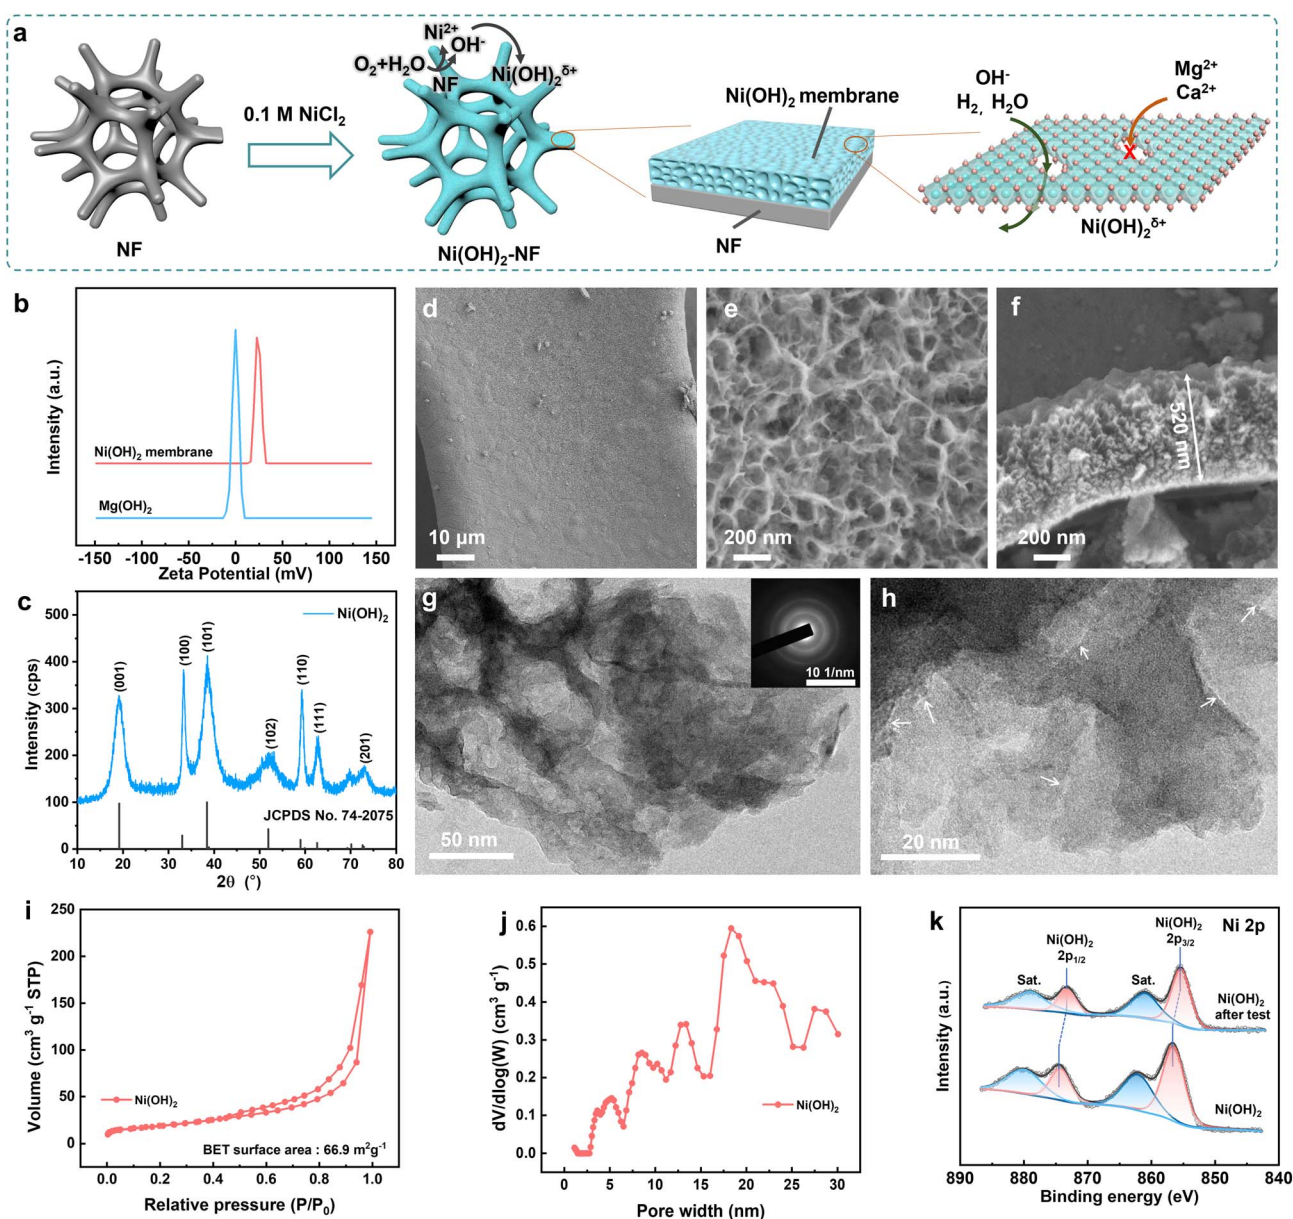 a
Ni²⁺
OH⁻
O₂+H₂O
NF
Ni(OH)₂^δ+
0.1 M NiCl₂
NF
Ni(OH)₂-NF
Ni(OH)₂ membrane
NF
OH⁻
H₂, H₂O
Mg²⁺
Ca²⁺
X
Ni(OH)₂^δ+
b
Intensity (a.u.)
Ni(OH)₂ membrane
Mg(OH)₂
-150 -100 -50 0 50 100 150
Zeta Potential (mV)
c
Intensity (cps)
500
400
300
200
100
0
Ni(OH)₂
(001)
(100)
(101)
(102)
(110)
(111)
(201)
JCPDS No. 74-2075
10 20 30 40 50 60 70 80
2θ (°)
d
10 μm
e
200 nm
f
520 nm
200 nm
g
10 1/nm
50 nm
h
20 nm
i
Volume (cm³ g⁻¹ STP)
250
200
150
100
50
0
Ni(OH)₂
BET surface area : 66.9 m²g⁻¹
0.0 0.2 0.4 0.6 0.8 1.0
Relative pressure (P/P₀)
j
dV/dlog(W) (cm³ g⁻¹)
0.6
0.5
0.4
0.3
0.2
0.1
0.0
Ni(OH)₂
0 5 10 15 20 25 30
Pore width (nm)
k
Ni 2p
Intensity (a.u.)
Ni(OH)₂
2p₁/₂
Ni(OH)₂
2p₃/₂
Sat.
Sat.
Ni(OH)₂
after test
Ni(OH)₂
890 880 870 860 850 840
Binding energy (eV)